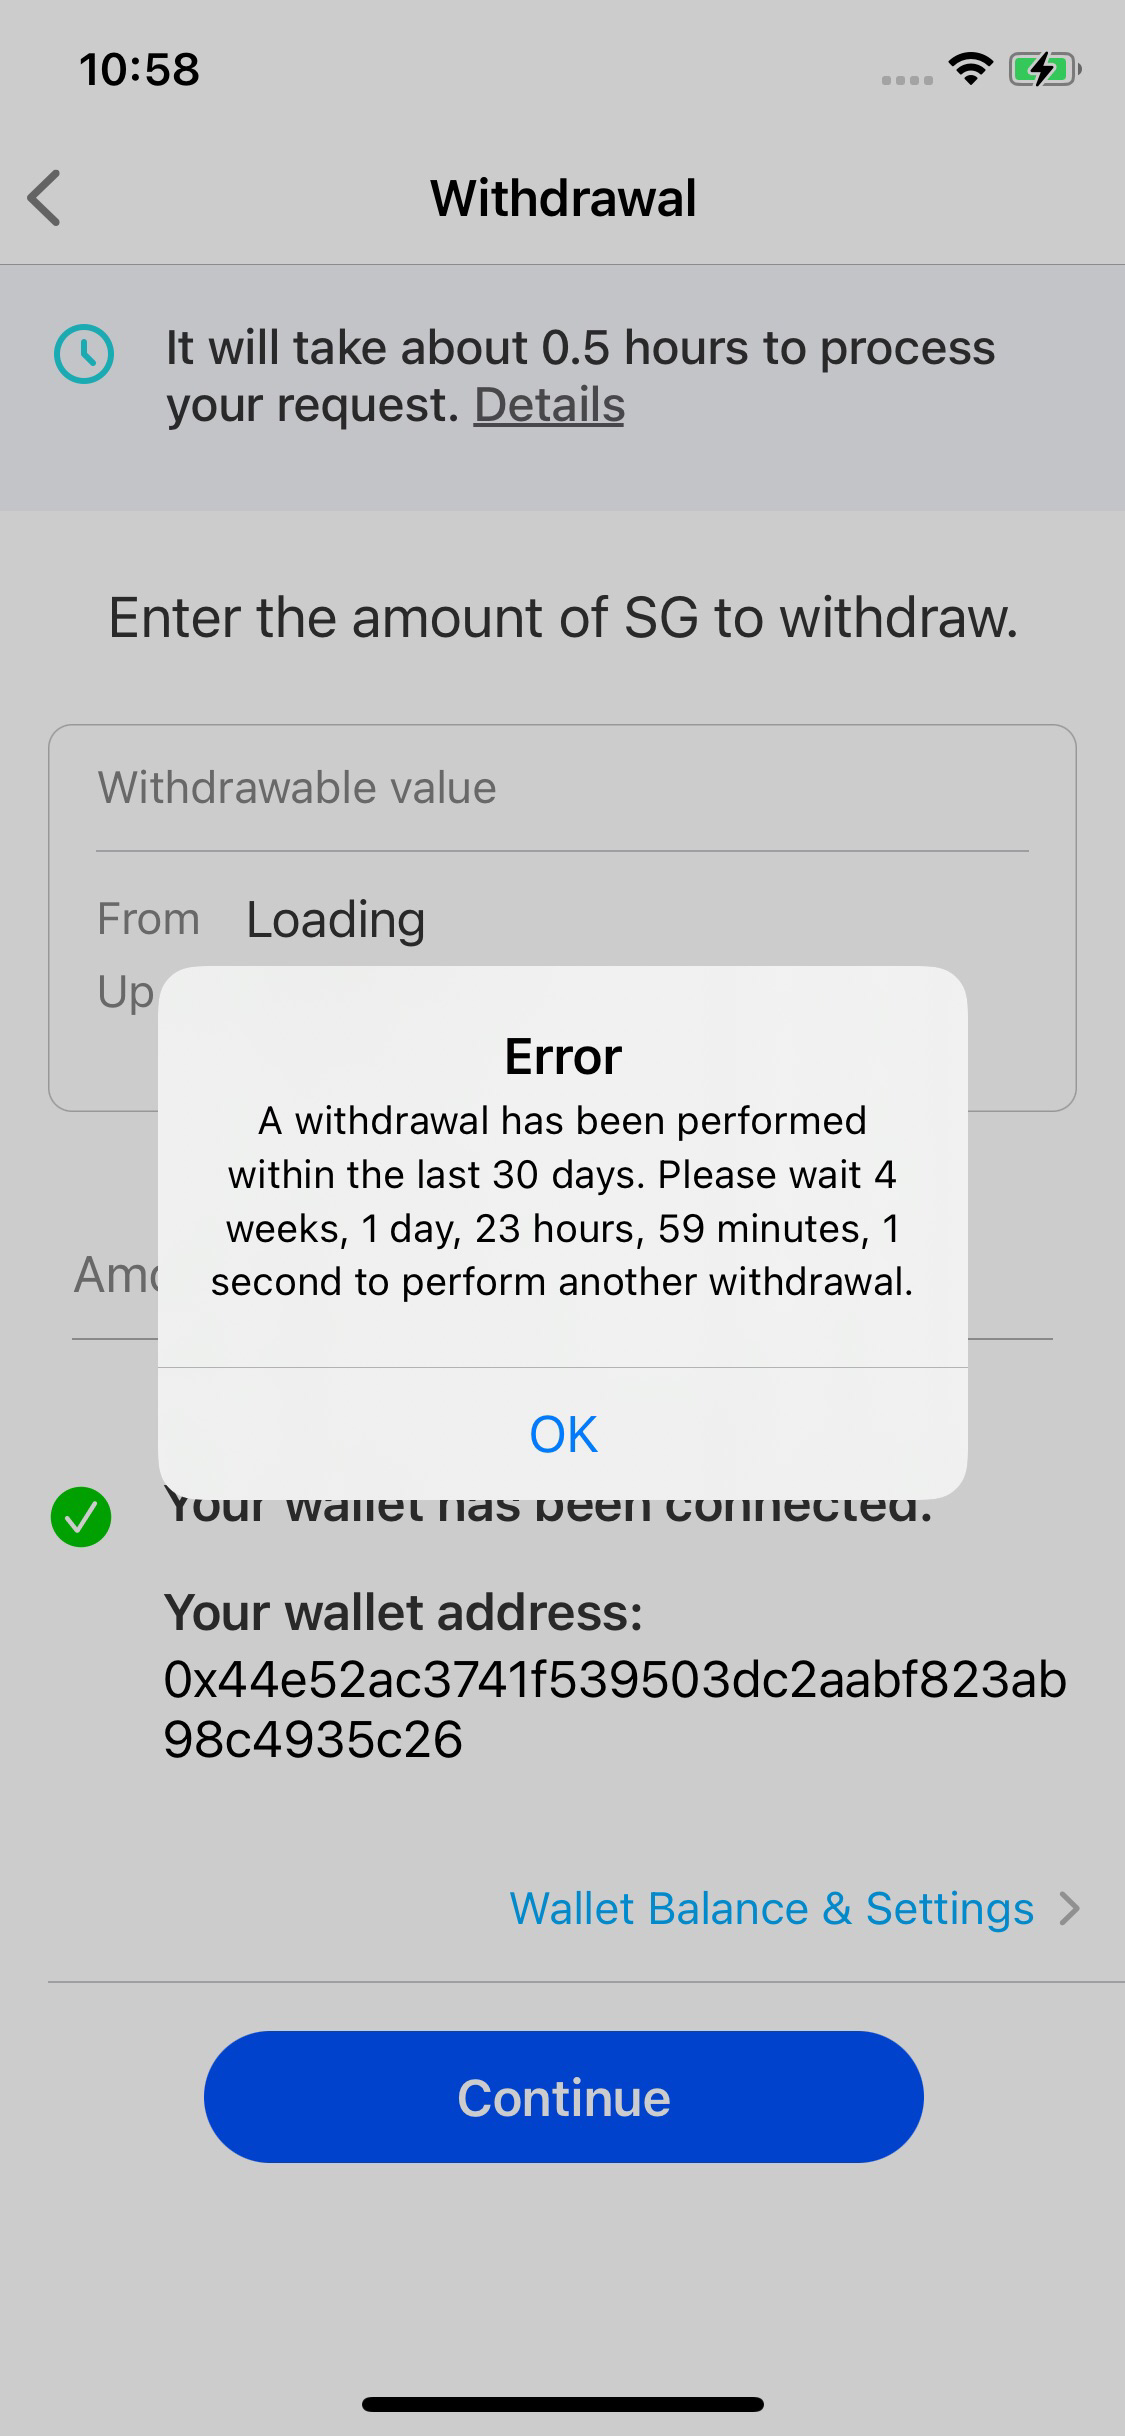 10:58
Withdrawal
It will take about 0.5 hours to process
your request. Details
Enter the amount of SG to withdraw.
Withdrawable value
From Loading
Up
Error
A withdrawal has been performed
within the last 30 days. Please wait 4
weeks, 1 day, 23 hours, 59 minutes, 1
second to perform another withdrawal.
OK
Your wallet has been connected.
Your wallet address:
0x44e52ac3741f539503dc2aabf823ab
98c4935c26
Wallet Balance & Settings
Continue